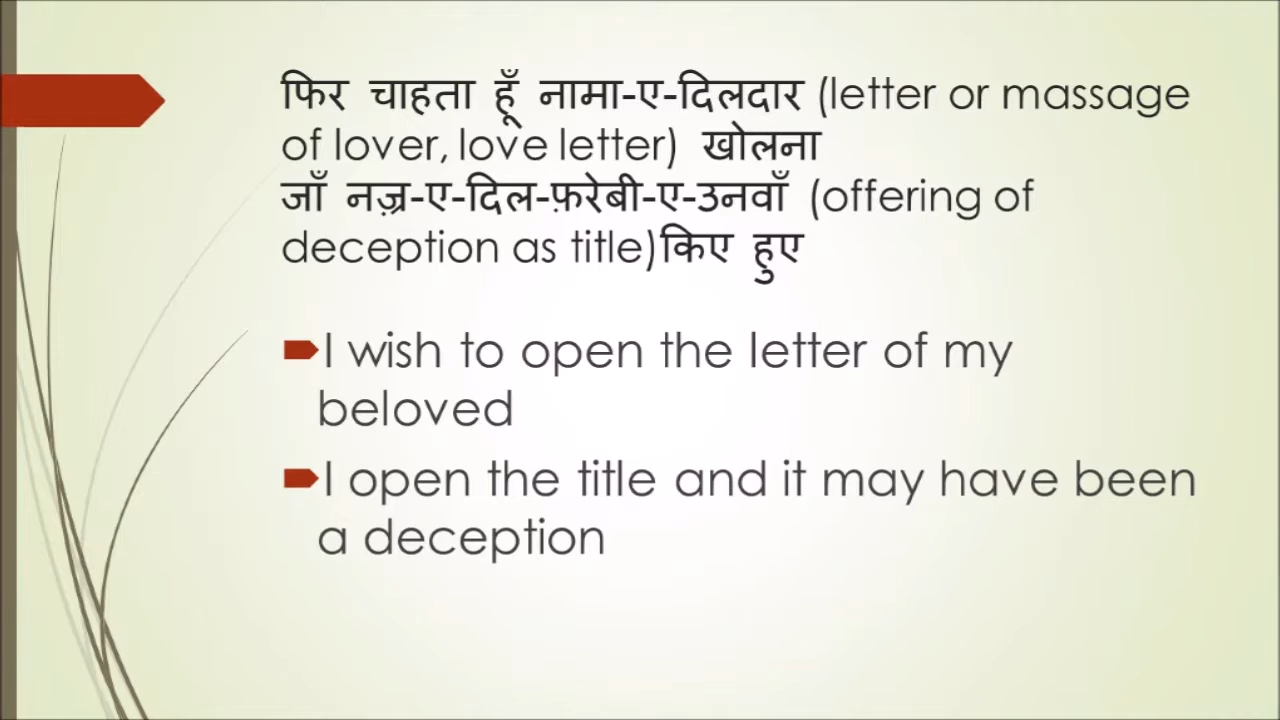 फिर चाहता हूँ नामा-ए-दिलदार (letter or massage
of lover, love letter) खोलना
जाँ नज़्र-ए-दिल-फ़रेबी-ए-उनवाँ (offering of
deception as title)किए हुए
I wish to open the letter of my
beloved
I open the title and it may have been
a deception